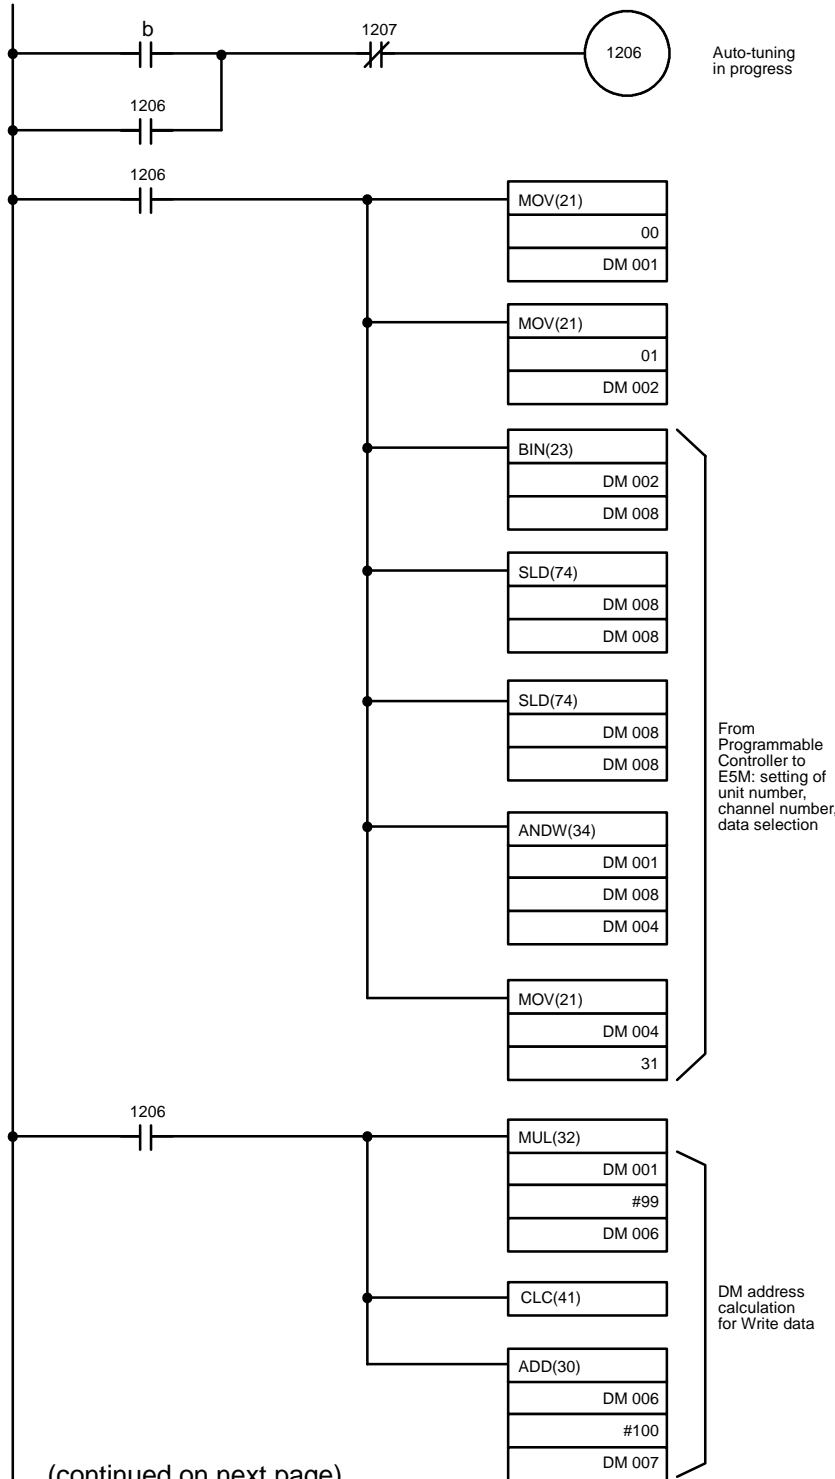 b
1207
1206
Auto-tuning
in progress
1206
1206
MOV(21)
00
DM 001
MOV(21)
01
DM 002
BIN(23)
DM 002
DM 008
SLD(74)
DM 008
DM 008
SLD(74)
DM 008
DM 008
From
Programmable
Controller to
E5M: setting of
unit number,
channel number,
data selection
ANDW(34)
DM 001
DM 008
DM 004
MOV(21)
DM 004
31
1206
MUL(32)
DM 001
#99
DM 006
CLC(41)
DM address
calculation
for Write data
ADD(30)
DM 006
#100
DM 007
(continued on next page)